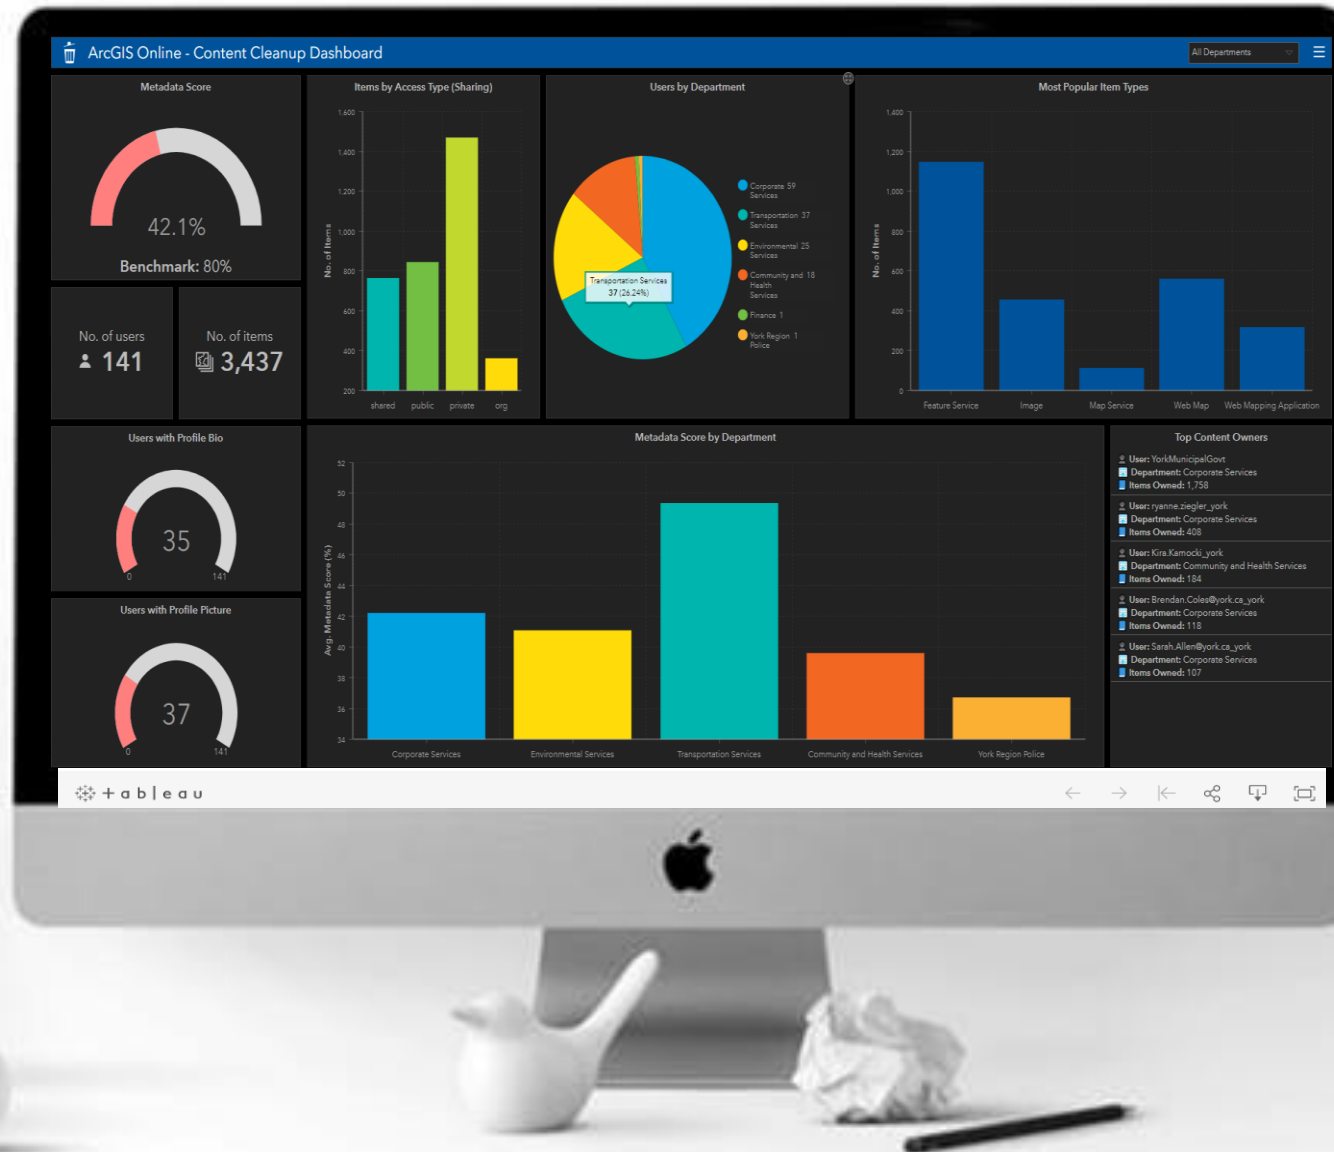 ArcGIS Online - Content Cleanup Dashboard
All Departments
Metadata Score
42.1%
Benchmark: 80%
No. of users
141
No. of items
3,437
Items by Access Type (Sharing)
No. of Items
1,600
1,400
1,200
1,000
800
600
400
200
shared public private org
Users by Department
Transportation Services
37 (26.24%)
Corporate 59
Services
Transportation 37
Services
Environmental 25
Services
Community and 18
Health
Services
Finance 1
York Region 1
Police
Most Popular Item Types
No. of Items
1,400
1,200
1,000
800
600
400
200
0
Feature Service Image Map Service Web Map Web Mapping Application
Users with Profile Bio
35
0 141
Users with Profile Picture
37
0 141
Metadata Score by Department
Avg. Metadata Score (%)
52
50
48
46
44
42
40
38
36
34
Corporate Services Environmental Services Transportation Services Community and Health Services York Region Police
Top Content Owners
User: YorkMunicipalGovt
Department: Corporate Services
Items Owned: 1,758
User: ryanne.ziegler_york
Department: Corporate Services
Items Owned: 408
User: Kira.Kamocki_york
Department: Community and Health Services
Items Owned: 184
User: Brendan.Coles@york.ca_york
Department: Corporate Services
Items Owned: 118
User: Sarah.Allen@york.ca_york
Department: Corporate Services
Items Owned: 107
+ableau